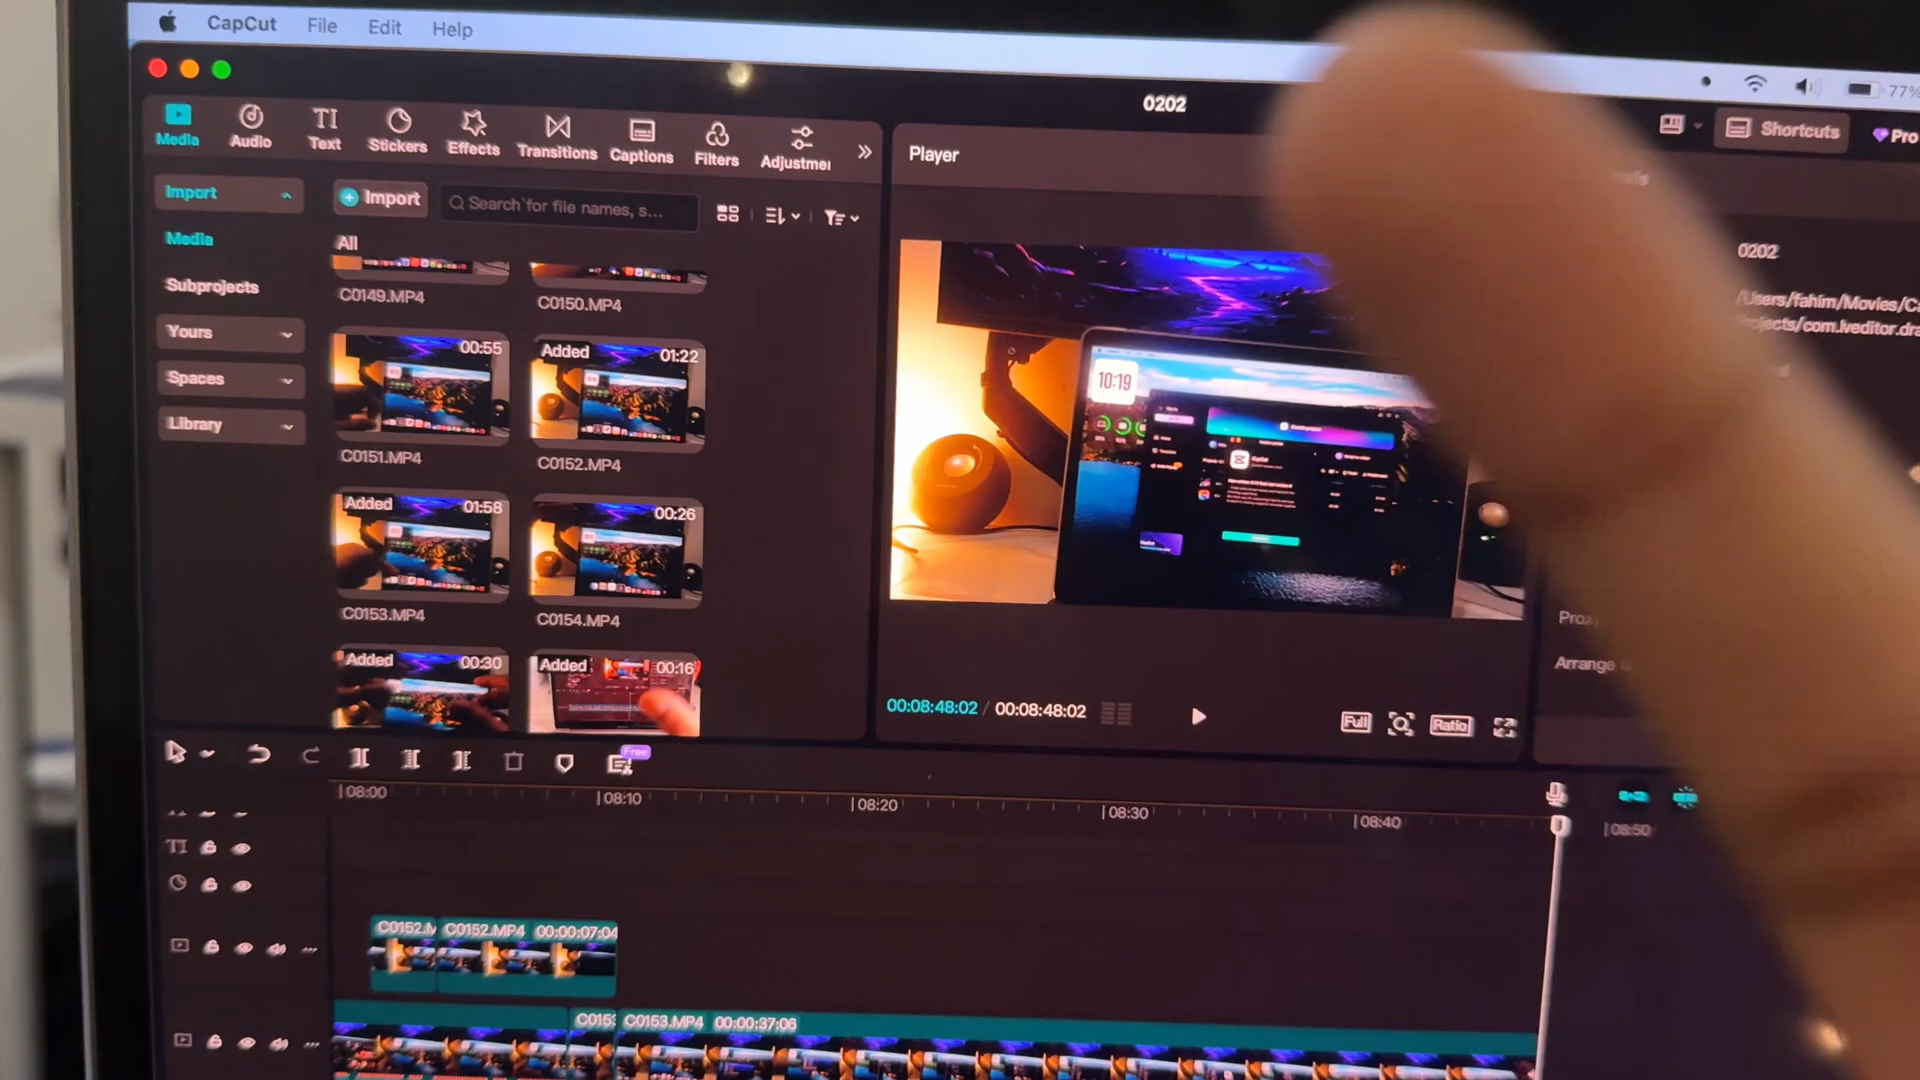 CapCut File Edit Help
77%
0202
Shortcuts
Pro
Media Audio Text Stickers Effects Transitions Captions Filters Adjustmer
Player
Import
Import
Search for file names, s...
Media
All
Subprojects
Yours
Spaces
Library
C0149.MP4
C0150.MP4
00:55
Added 01:22
C0151.MP4
C0152.MP4
Added 01:58
00:26
C0153.MP4
C0154.MP4
Added 00:30
Added 00:16
10:19
0202
/Users/fahim/Movies/Ca
ojects/com.lveditor.dra
Proxy
Arrange
00:08:48:02 / 00:08:48:02
Full
Ratio
Free
08:00
08:10
08:20
08:30
08:40
08:50
C0152.M C0152.MP4 00:00:07:04
C0153 C0153.MP4 00:00:37:06